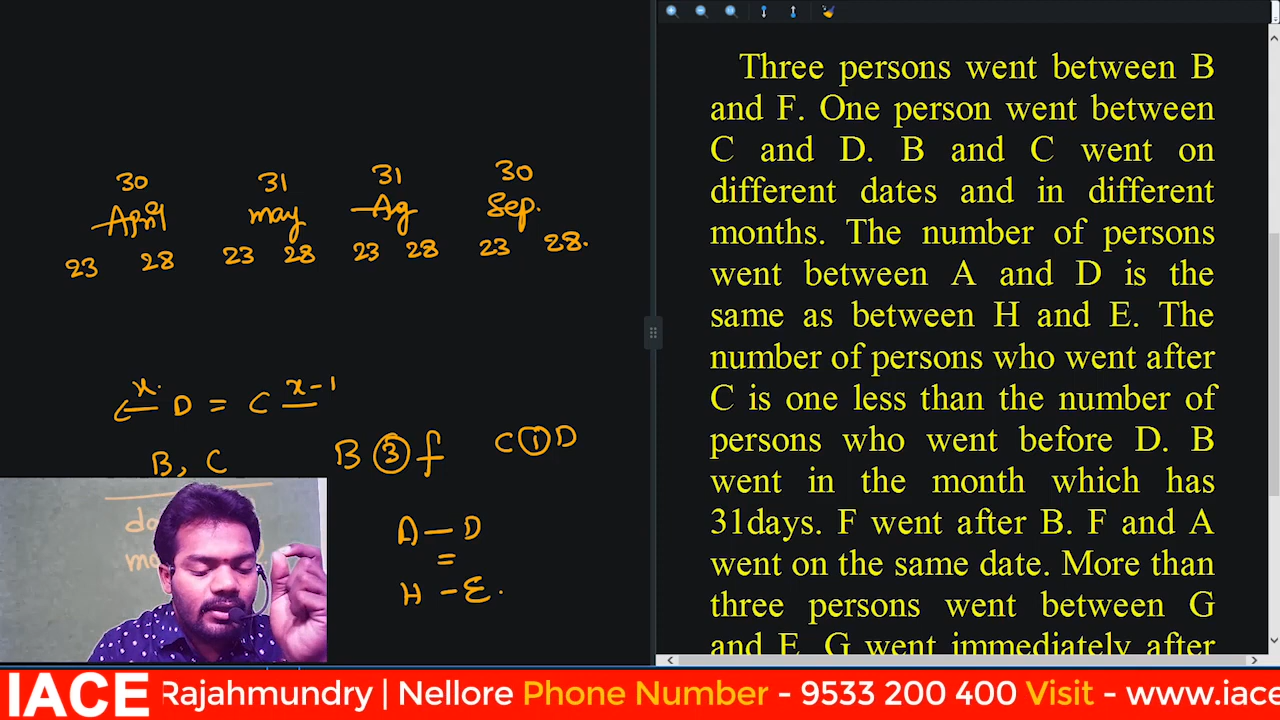 30 31 31 30
April may Ag Sep.
23 28 23 28 23 28 23 28.
x D = C x-1
B, C B 3 f C 1 D
A - D
=
H - E.
Three persons went between B
and F. One person went between
C and D. B and C went on
different dates and in different
months. The number of persons
went between A and D is the
same as between H and E. The
number of persons who went after
C is one less than the number of
persons who went before D. B
went in the month which has
31days. F went after B. F and A
went on the same date. More than
three persons went between G
and E. G went immediately after
IACE Rajahmundry | Nellore Phone Number - 9533 200 400 Visit - www.iace